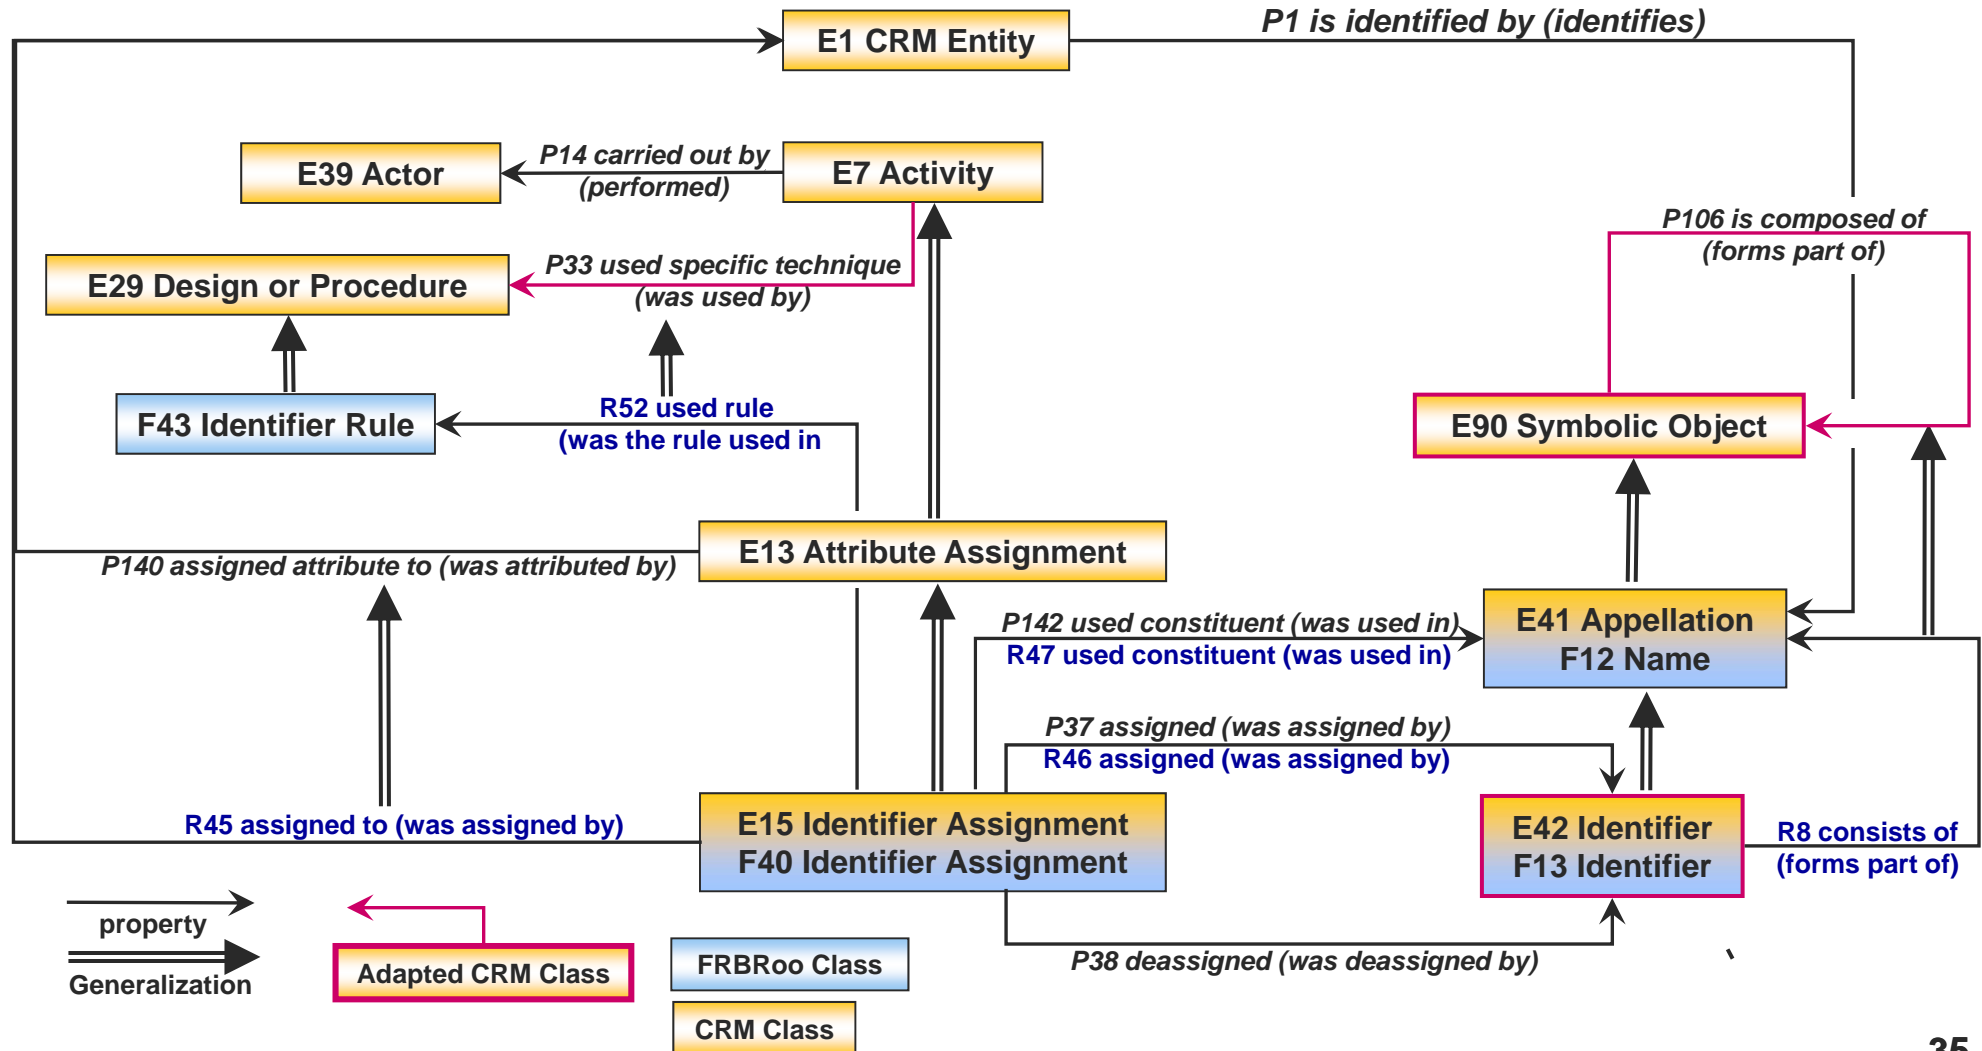 P1 is identified by (identifies)
E1 CRM Entity
E39 Actor
P14 carried out by
(performed)
E7 Activity
P106 is composed of
(forms part of)
E29 Design or Procedure
P33 used specific technique
(was used by)
F43 Identifier Rule
R52 used rule
(was the rule used in
E90 Symbolic Object
P140 assigned attribute to (was attributed by)
E13 Attribute Assignment
P142 used constituent (was used in)
R47 used constituent (was used in)
E41 Appellation
F12 Name
P37 assigned (was assigned by)
R46 assigned (was assigned by)
R45 assigned to (was assigned by)
E15 Identifier Assignment
F40 Identifier Assignment
E42 Identifier
F13 Identifier
R8 consists of
(forms part of)
P38 deassigned (was deassigned by)
property
Generalization
Adapted CRM Class
FRBRoo Class
CRM Class
35